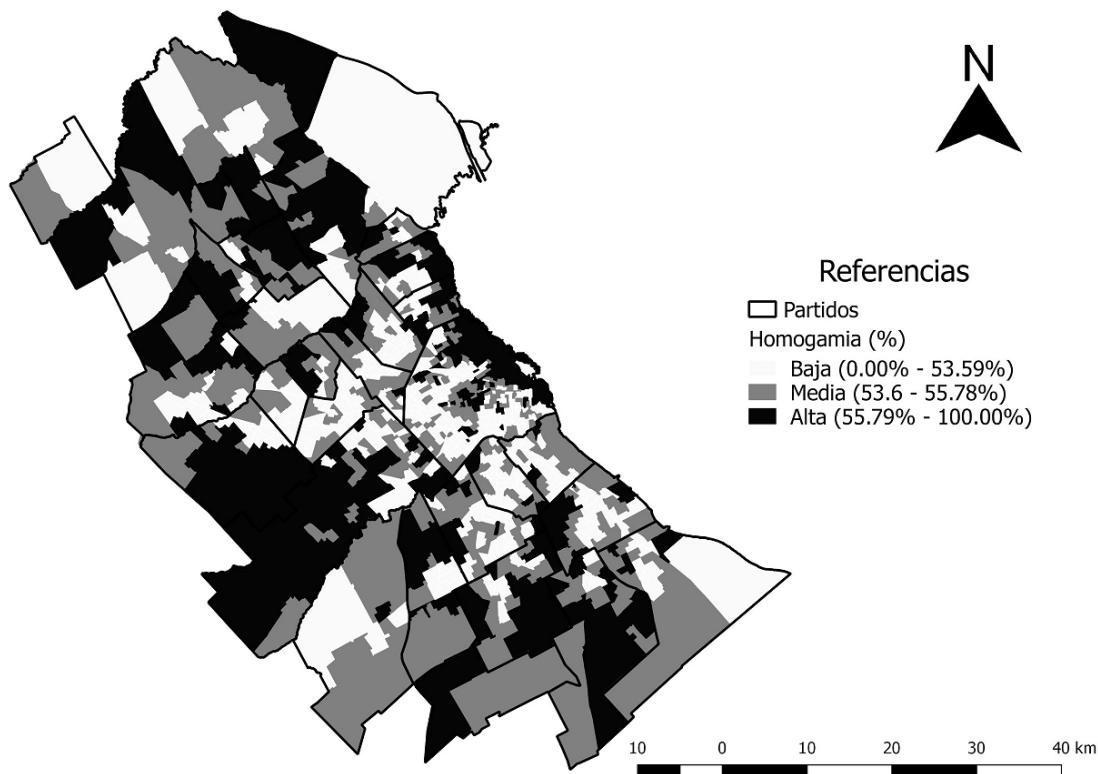 N
Referencias
Partidos
Homogamia (%)
Baja (0.00% - 53.59%)
Media (53.6 - 55.78%)
Alta (55.79% - 100.00%)
10 0 10 20 30 40 km